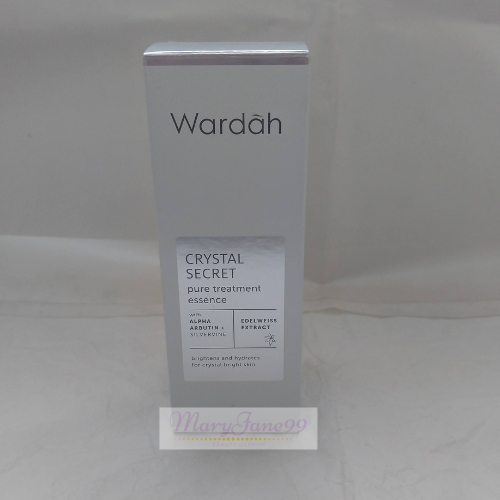 Wardah
CRYSTAL
SECRET
pure treatment
essence
with
ALPHA
ARBUTIN +
SILVERVINE
EDELWEISS
EXTRACT
brightens and hydrates
for crystal bright skin
MaryJane99